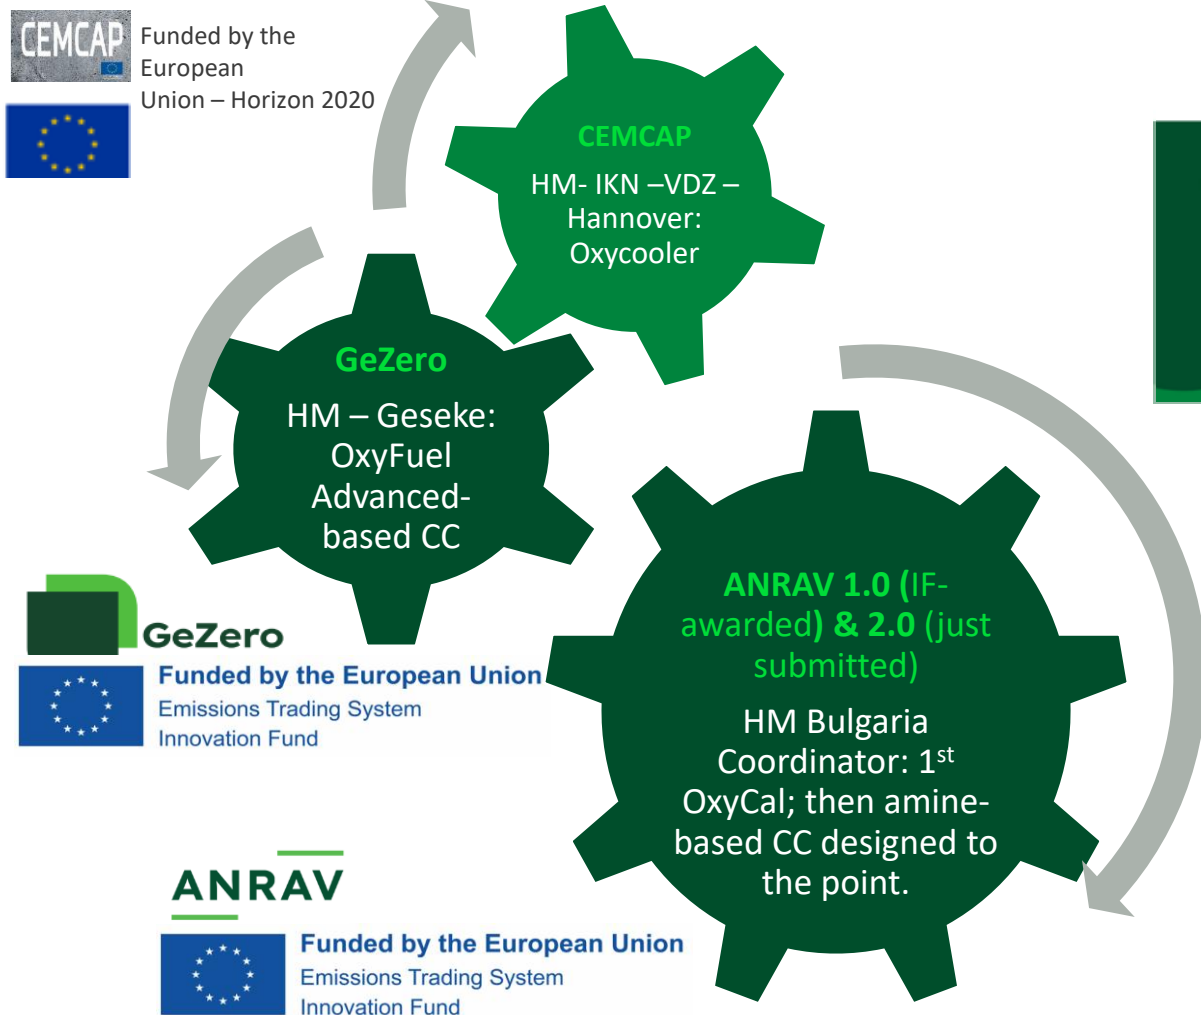 CEMCAP
Funded by the
European
Union – Horizon 2020
CEMCAP
HM- IKN –VDZ –
Hannover:
Oxycooler
GeZero
HM – Geseke:
OxyFuel
Advanced-
based CC
GeZero
Funded by the European Union
Emissions Trading System
Innovation Fund
ANRAV 1.0 (IF-
awarded) & 2.0 (just
submitted)
HM Bulgaria
Coordinator: 1st
OxyCal; then amine-
based CC designed to
the point.
ANRAV
Funded by the European Union
Emissions Trading System
Innovation Fund